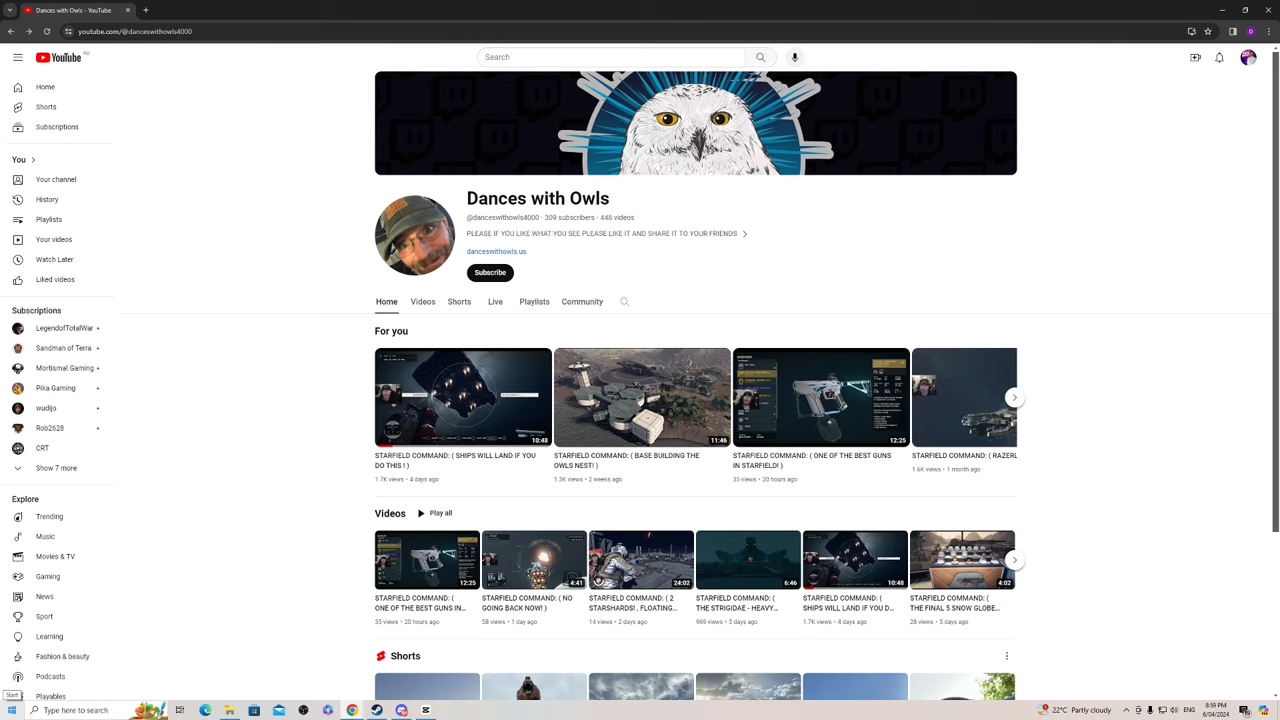 Dances with Owls - YouTube
youtube.com/@danceswithowls4000
YouTube AU
Search
Home
Shorts
Subscriptions
You
Your channel
History
Playlists
Your videos
Watch Later
Liked videos
Subscriptions
LegendofTotalWar
Sandman of Terra
Mortismal Gaming
Pika Gaming
wudijo
Rob2628
CRT
Show 7 more
Explore
Trending
Music
Movies & TV
Gaming
News
Sport
Learning
Fashion & beauty
Podcasts
Playables
Start
Dances with Owls
@danceswithowls4000 · 309 subscribers · 448 videos
PLEASE IF YOU LIKE WHAT YOU SEE PLEASE LIKE IT AND SHARE IT TO YOUR FRIENDS
danceswithowls.us
Subscribe
Home Videos Shorts Live Playlists Community
For you
10:48
STARFIELD COMMAND: ( SHIPS WILL LAND IF YOU
DO THIS ! )
1.7K views • 4 days ago
11:46
STARFIELD COMMAND: ( BASE BUILDING THE
OWLS NEST! )
1.3K views • 2 weeks ago
12:25
STARFIELD COMMAND: ( ONE OF THE BEST GUNS
IN STARFIELD! )
35 views • 20 hours ago
STARFIELD COMMAND: ( RAZERL
1.6K views • 1 month ago
Videos Play all
12:25
STARFIELD COMMAND: (
ONE OF THE BEST GUNS IN...
35 views • 20 hours ago
4:41
STARFIELD COMMAND: ( NO
GOING BACK NOW! )
58 views • 1 day ago
24:02
STARFIELD COMMAND: ( 2
STARSHARDS! , FLOATING...
14 views • 2 days ago
6:46
STARFIELD COMMAND: (
THE STRIGIDAE - HEAVY...
969 views • 3 days ago
10:48
STARFIELD COMMAND: (
SHIPS WILL LAND IF YOU D...
1.7K views • 4 days ago
4:02
STARFIELD COMMAND: (
THE FINAL 5 SNOW GLOBE...
28 views • 5 days ago
Shorts
Type here to search
22°C Partly cloudy
ENG
8:59 PM
6/04/2024